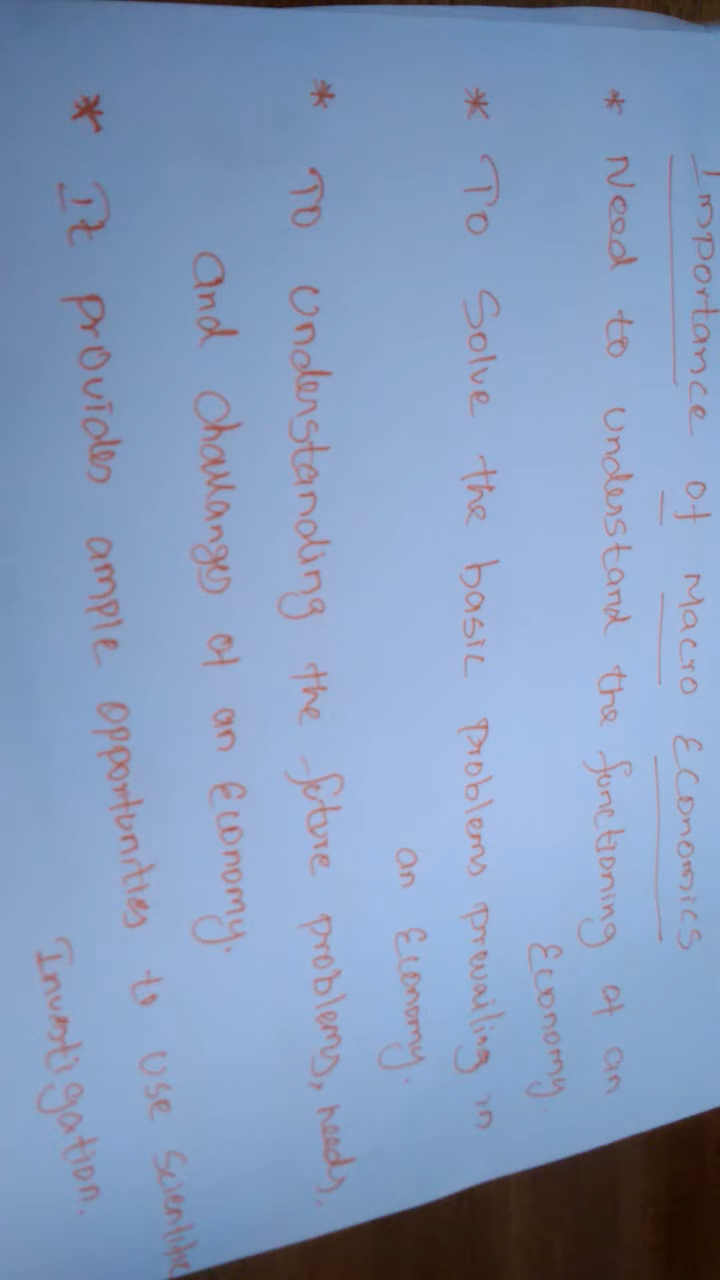 Importance of Macro Economics
* Need to understand the functioning of an
Economy.
* To Solve the basic problems prevailing in
an Economy.
* To understanding the future problems, needs,
and challanges of an Economy.
* It provides ample opportunities to use Scientific
Investigation.